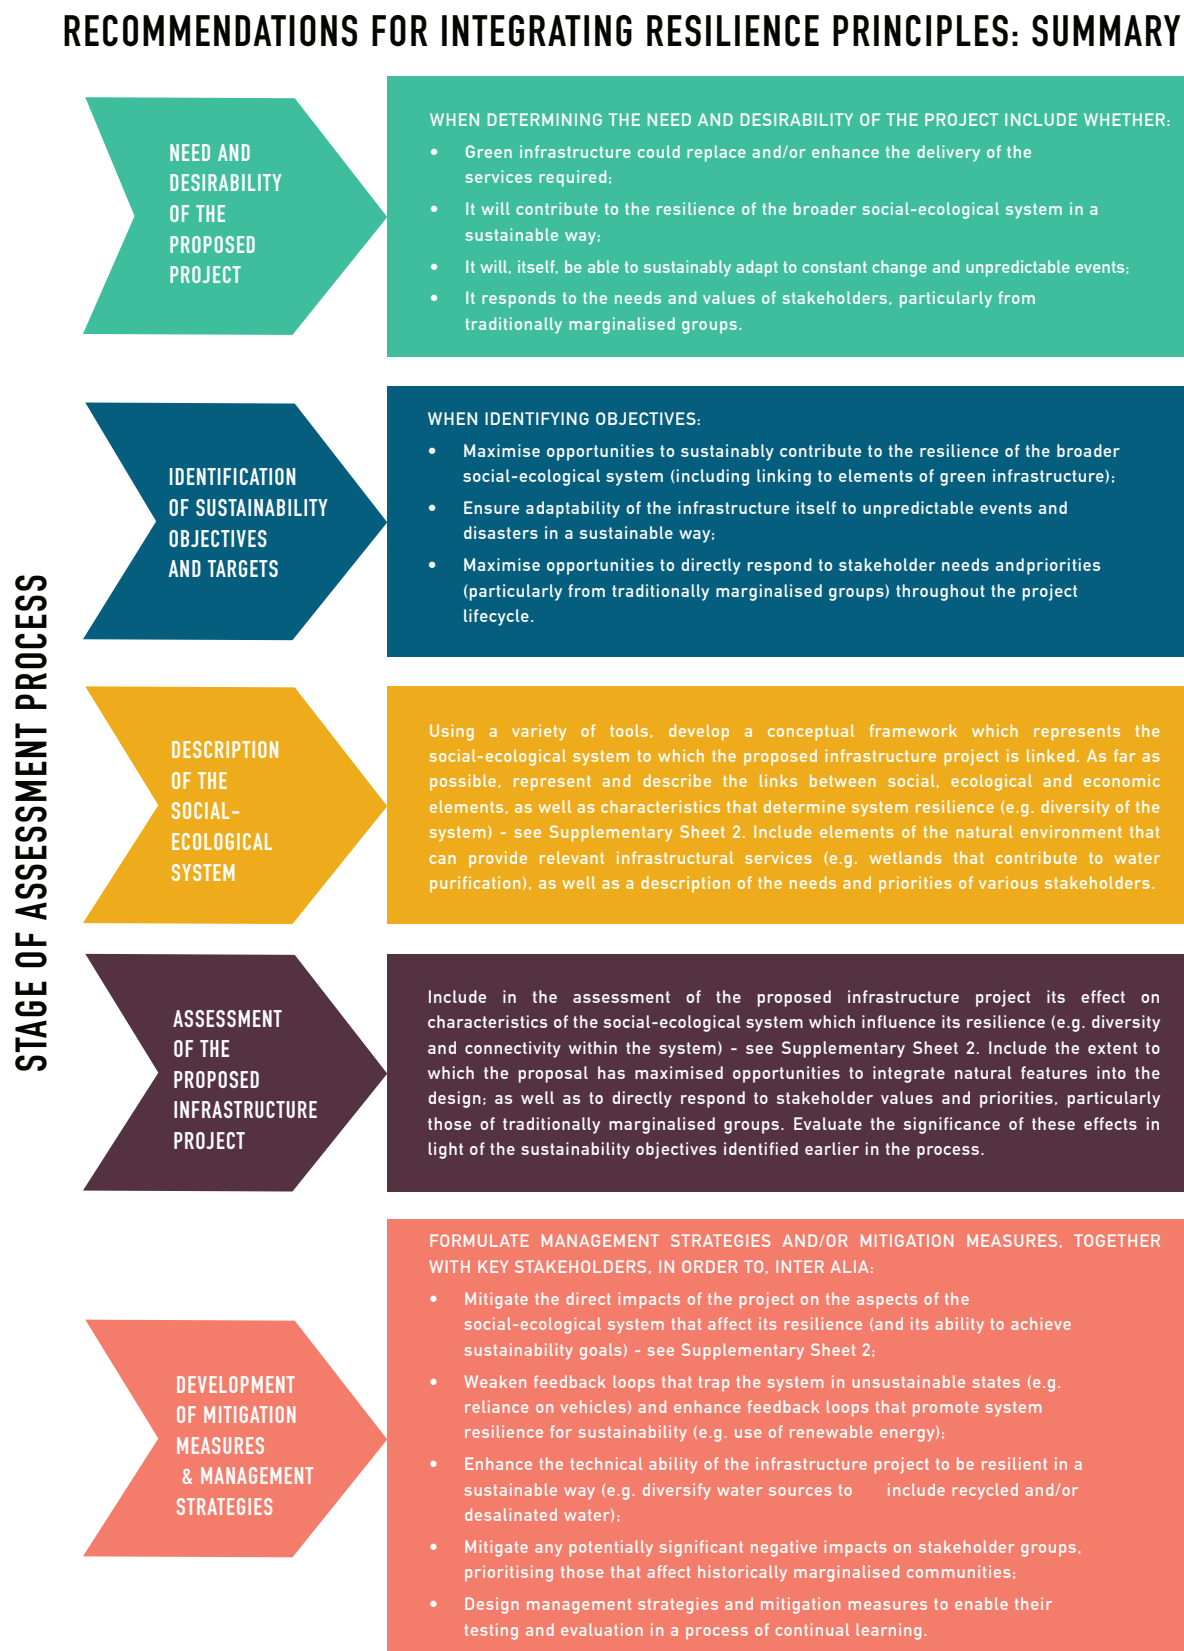 RECOMMENDATIONS FOR INTEGRATING RESILIENCE PRINCIPLES: SUMMARY
STAGE OF ASSESSMENT PROCESS
NEED AND
DESIRABILITY
OF THE
PROPOSED
PROJECT
WHEN DETERMINING THE NEED AND DESIRABILITY OF THE PROJECT INCLUDE WHETHER:
• Green infrastructure could replace and/or enhance the delivery of the
services required;
• It will contribute to the resilience of the broader social-ecological system in a
sustainable way;
• It will, itself, be able to sustainably adapt to constant change and unpredictable events;
• It responds to the needs and values of stakeholders, particularly from
traditionally marginalised groups.
IDENTIFICATION
OF SUSTAINABILITY
OBJECTIVES
AND TARGETS
WHEN IDENTIFYING OBJECTIVES:
• Maximise opportunities to sustainably contribute to the resilience of the broader
social-ecological system (including linking to elements of green infrastructure);
• Ensure adaptability of the infrastructure itself to unpredictable events and
disasters in a sustainable way;
• Maximise opportunities to directly respond to stakeholder needs andpriorities
(particularly from traditionally marginalised groups) throughout the project
lifecycle.
DESCRIPTION
OF THE
SOCIAL-
ECOLOGICAL
SYSTEM
Using a variety of tools, develop a conceptual framework which represents the
social-ecological system to which the proposed infrastructure project is linked. As far as
possible, represent and describe the links between social, ecological and economic
elements, as well as characteristics that determine system resilience (e.g. diversity of the
system) - see Supplementary Sheet 2. Include elements of the natural environment that
can provide relevant infrastructural services (e.g. wetlands that contribute to water
purification), as well as a description of the needs and priorities of various stakeholders.
ASSESSMENT
OF THE
PROPOSED
INFRASTRUCTURE
PROJECT
Include in the assessment of the proposed infrastructure project its effect on
characteristics of the social-ecological system which influence its resilience (e.g. diversity
and connectivity within the system) - see Supplementary Sheet 2. Include the extent to
which the proposal has maximised opportunities to integrate natural features into the
design; as well as to directly respond to stakeholder values and priorities, particularly
those of traditionally marginalised groups. Evaluate the significance of these effects in
light of the sustainability objectives identified earlier in the process.
DEVELOPMENT
OF MITIGATION
MEASURES
& MANAGEMENT
STRATEGIES
FORMULATE MANAGEMENT STRATEGIES AND/OR MITIGATION MEASURES, TOGETHER
WITH KEY STAKEHOLDERS, IN ORDER TO, INTER ALIA:
• Mitigate the direct impacts of the project on the aspects of the
social-ecological system that affect its resilience (and its ability to achieve
sustainability goals) - see Supplementary Sheet 2;
• Weaken feedback loops that trap the system in unsustainable states (e.g.
reliance on vehicles) and enhance feedback loops that promote system
resilience for sustainability (e.g. use of renewable energy);
• Enhance the technical ability of the infrastructure project to be resilient in a
sustainable way (e.g. diversify water sources to include recycled and/or
desalinated water);
• Mitigate any potentially significant negative impacts on stakeholder groups,
prioritising those that affect historically marginalised communities;
• Design management strategies and mitigation measures to enable their
testing and evaluation in a process of continual learning.